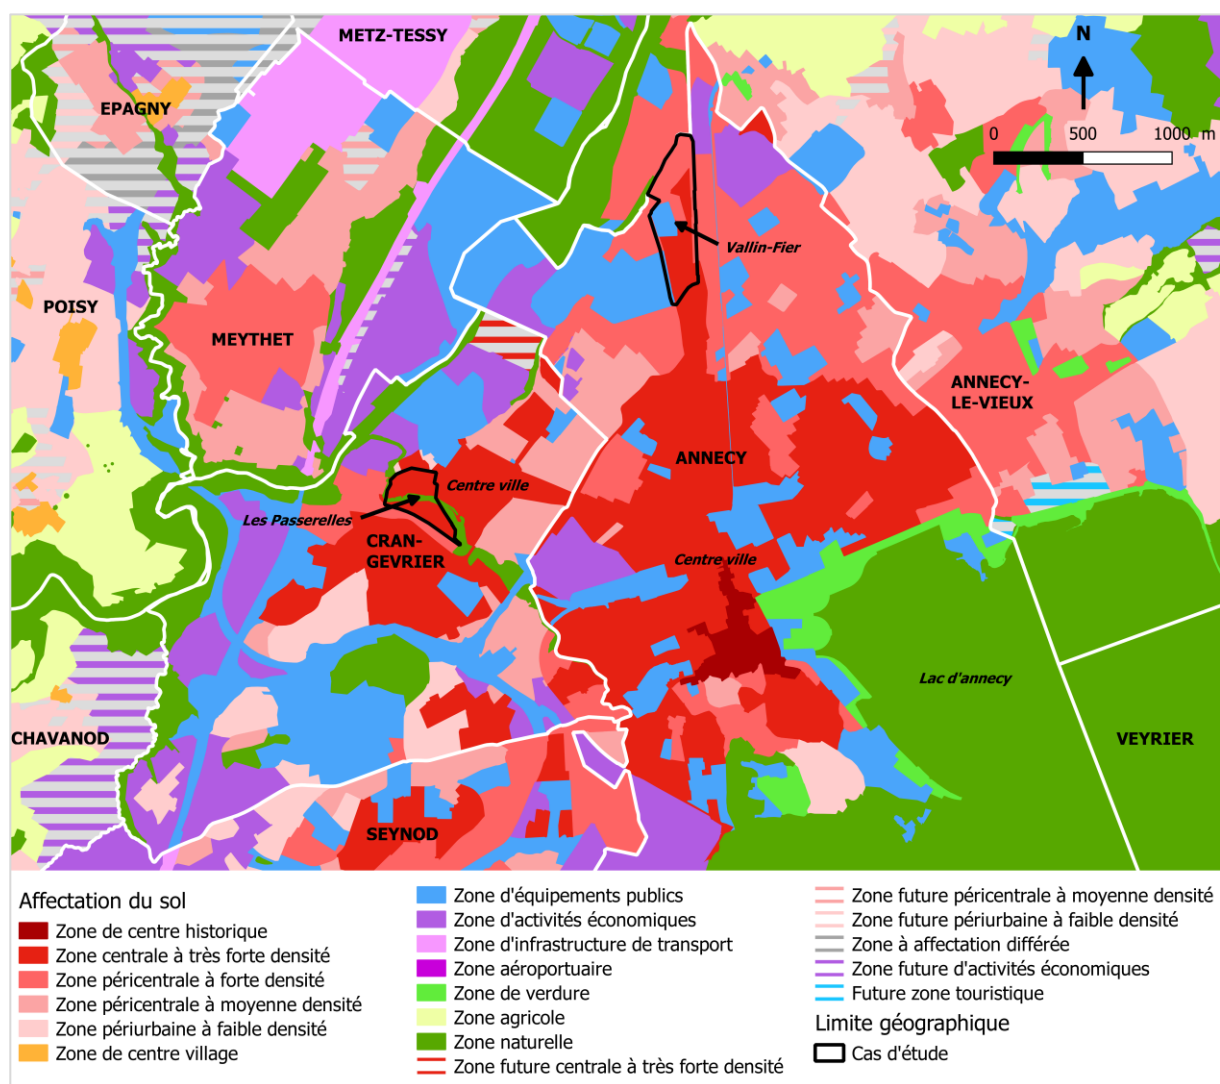 METZ-TESSY
N
EPAGNY
0 500 1000 m
Vallin-Fier
POISY
MEYTHET
ANNECY-
LE-VIEUX
ANNECY
Centre ville
Les Passerelles
CRAN-
GEVRIER
Centre ville
Lac d'annecy
CHAVANOD
VEYRIER
SEYNOD
Affectation du sol
Zone de centre historique
Zone centrale à très forte densité
Zone péricentrale à forte densité
Zone péricentrale à moyenne densité
Zone périurbaine à faible densité
Zone de centre village
Zone d'équipements publics
Zone d'activités économiques
Zone d'infrastructure de transport
Zone aéroportuaire
Zone de verdure
Zone agricole
Zone naturelle
Zone future centrale à très forte densité
Zone future péricentrale à moyenne densité
Zone future périurbaine à faible densité
Zone à affectation différée
Zone future d'activités économiques
Future zone touristique
Limite géographique
Cas d'étude